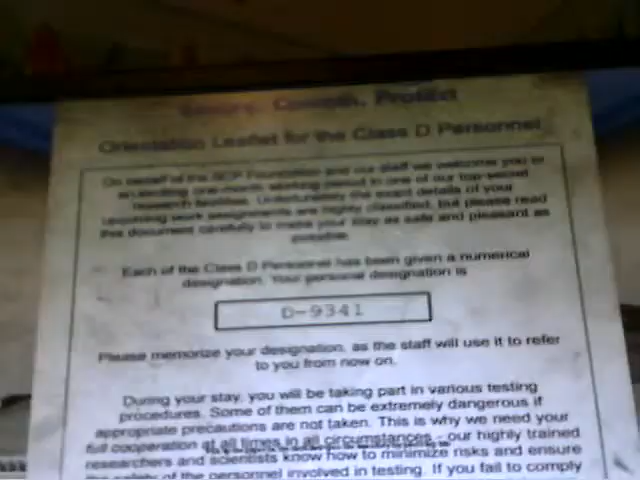 Secure. Contain. Protect
Orientation Leaflet for the Class D Personnel
On behalf of the SCP Foundation and our staff we welcome you to
one-month working period in one of our top-secret
research facilities. Unfortunately the exact details of your
upcoming work assignments are highly classified, but please read
this document carefully to make your stay as safe and pleasant as
possible.
Each of the Class D Personnel has been given a numerical
designation. Your personal designation is
D-9341
Please memorize your designation, as the staff will use it to refer
to you from now on.
During your stay, you will be taking part in various testing
procedures. Some of them can be extremely dangerous if
appropriate precautions are not taken. This is why we need your
full cooperation at all times in all circumstances - our highly trained
researchers and scientists know how to minimize risks and ensure
the safety of the personnel involved in testing. If you fail to comply